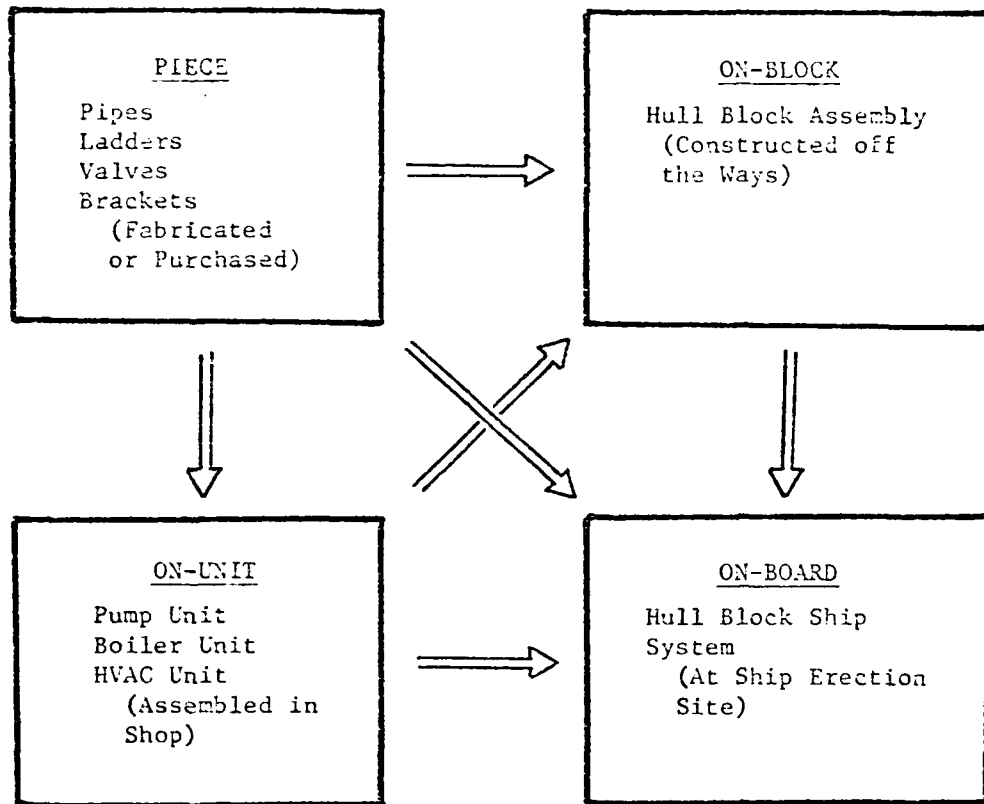 PIECE
Pipes
Ladders
Valves
Brackets
(Fabricated
or Purchased)
ON-BLOCK
Hull Block Assembly
(Constructed off
the Ways)
ON-UNIT
Pump Unit
Boiler Unit
HVAC Unit
(Assembled in
Shop)
ON-BOARD
Hull Block Ship
System
(At Ship Erection
Site)